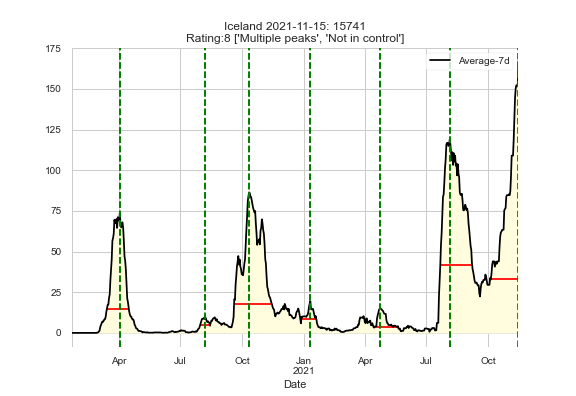 Iceland 2021-11-15: 15741
Rating:8 ['Multiple peaks', 'Not in control']
Average-7d
175
150
125
100
75
50
25
0
Apr Jul Oct Jan Apr Jul Oct
2021
Date